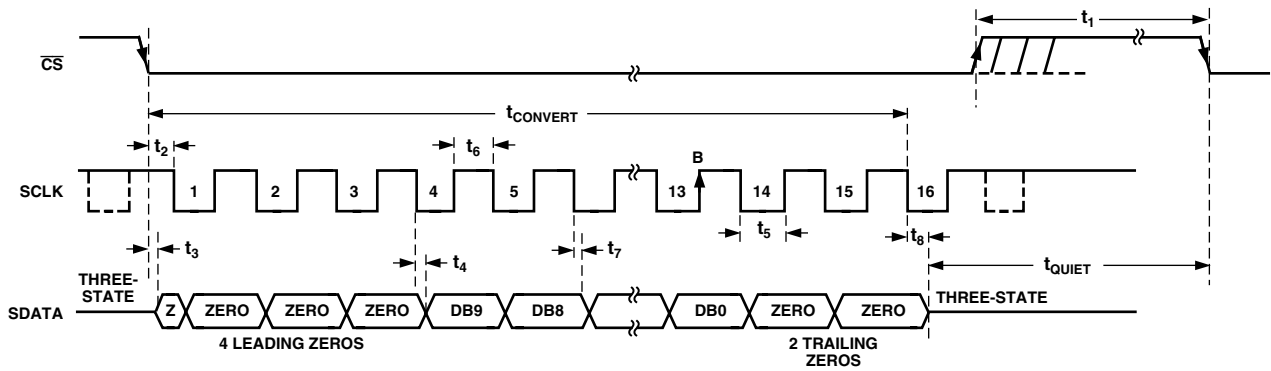 t1
CS
tCONVERT
t2
t6
B
SCLK
1 2 3 4 5 13 14 15 16
t3
t4
t7
t5
t8
tQUIET
THREE-
STATE
THREE-STATE
SDATA
Z ZERO ZERO ZERO DB9 DB8 DB0 ZERO ZERO
4 LEADING ZEROS
2 TRAILING
ZEROS